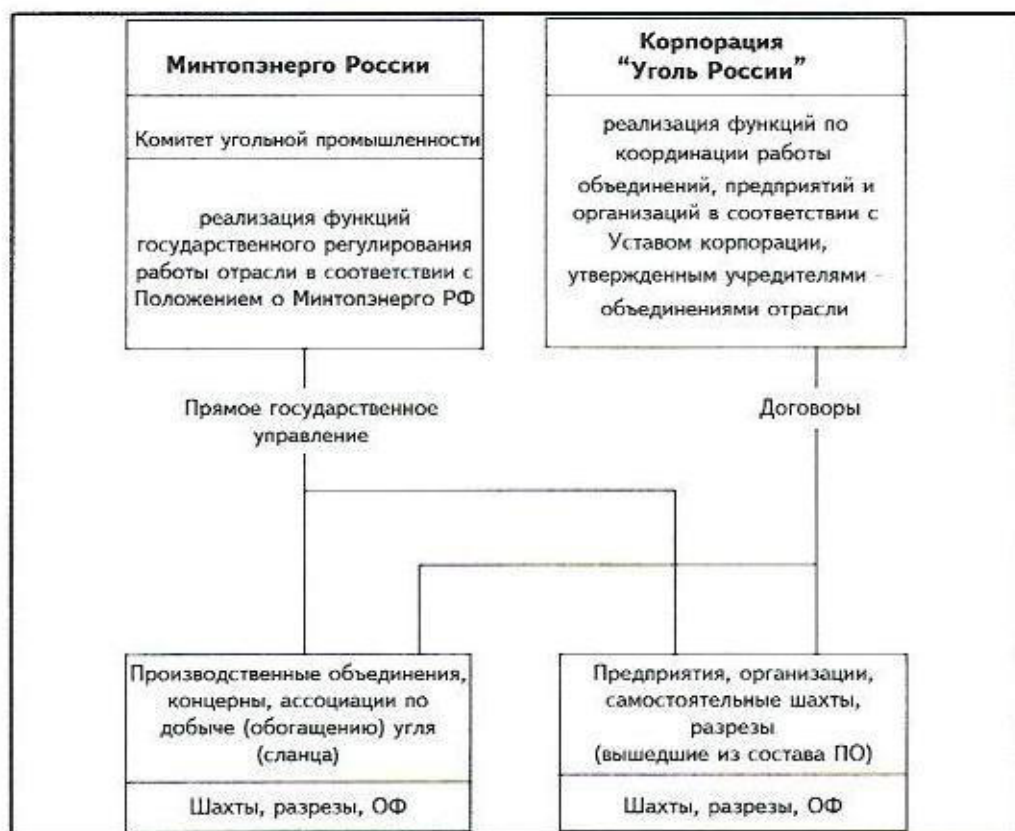 Минтопэнерго России
Комитет угольной промышленности
реализация функций
государственного регулирования
работы отрасли в соответствии с
Положением о Минтопэнерго РФ
Корпорация
“Уголь России”
реализация функций по
координации работы
объединений, предприятий и
организаций в соответствии с
Уставом корпорации,
утвержденным учредителями -
объединениями отрасли
Прямое государственное
управление
Договоры
Производственные объединения,
концерны, ассоциации по
добыче (обогащению) угля
(сланца)
Шахты, разрезы, ОФ
Предприятия, организации,
самостоятельные шахты,
разрезы
(вышедшие из состава ПО)
Шахты, разрезы, ОФ